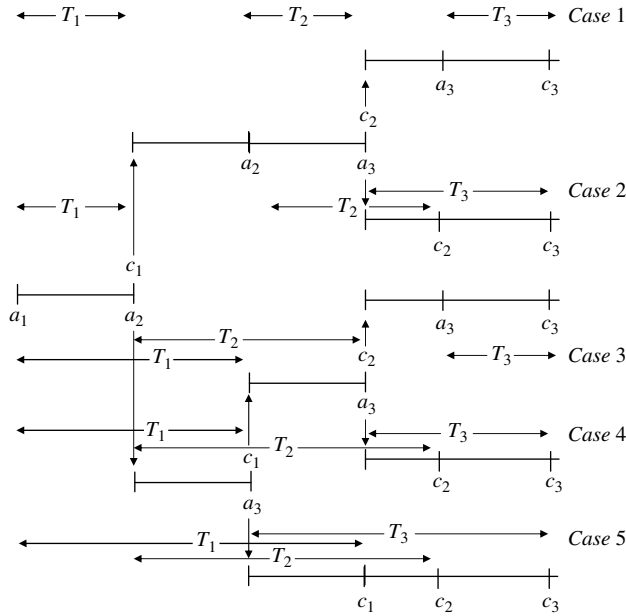 T₁ T₂ T₃ Case 1
a₃ c₃
c₂
a₂ a₃
T₁ T₂ T₃ Case 2
c₂ c₃
c₁
a₁ a₂ a₃ c₃
T₂ c₂
T₁ T₃ Case 3
a₃
T₁ T₃ Case 4
c₁ T₂
c₂ c₃
a₃
T₁ T₃ Case 5
T₂
c₁ c₂ c₃